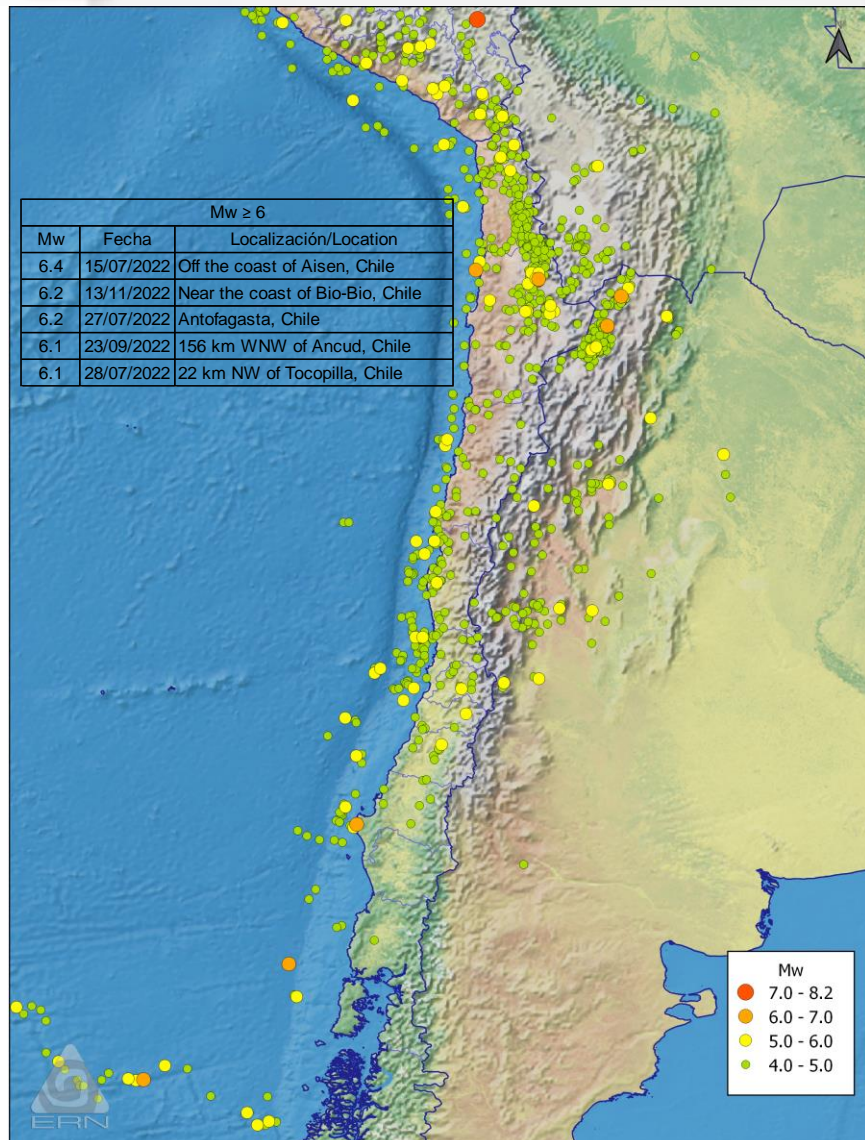 Mw ≥ 6
Mw Fecha Localización/Location
6.4 15/07/2022 Off the coast of Aisen, Chile
6.2 13/11/2022 Near the coast of Bio-Bio, Chile
6.2 27/07/2022 Antofagasta, Chile
6.1 23/09/2022 156 km WNW of Ancud, Chile
6.1 28/07/2022 22 km NW of Tocopilla, Chile
Mw
7.0 - 8.2
6.0 - 7.0
5.0 - 6.0
4.0 - 5.0
ERN